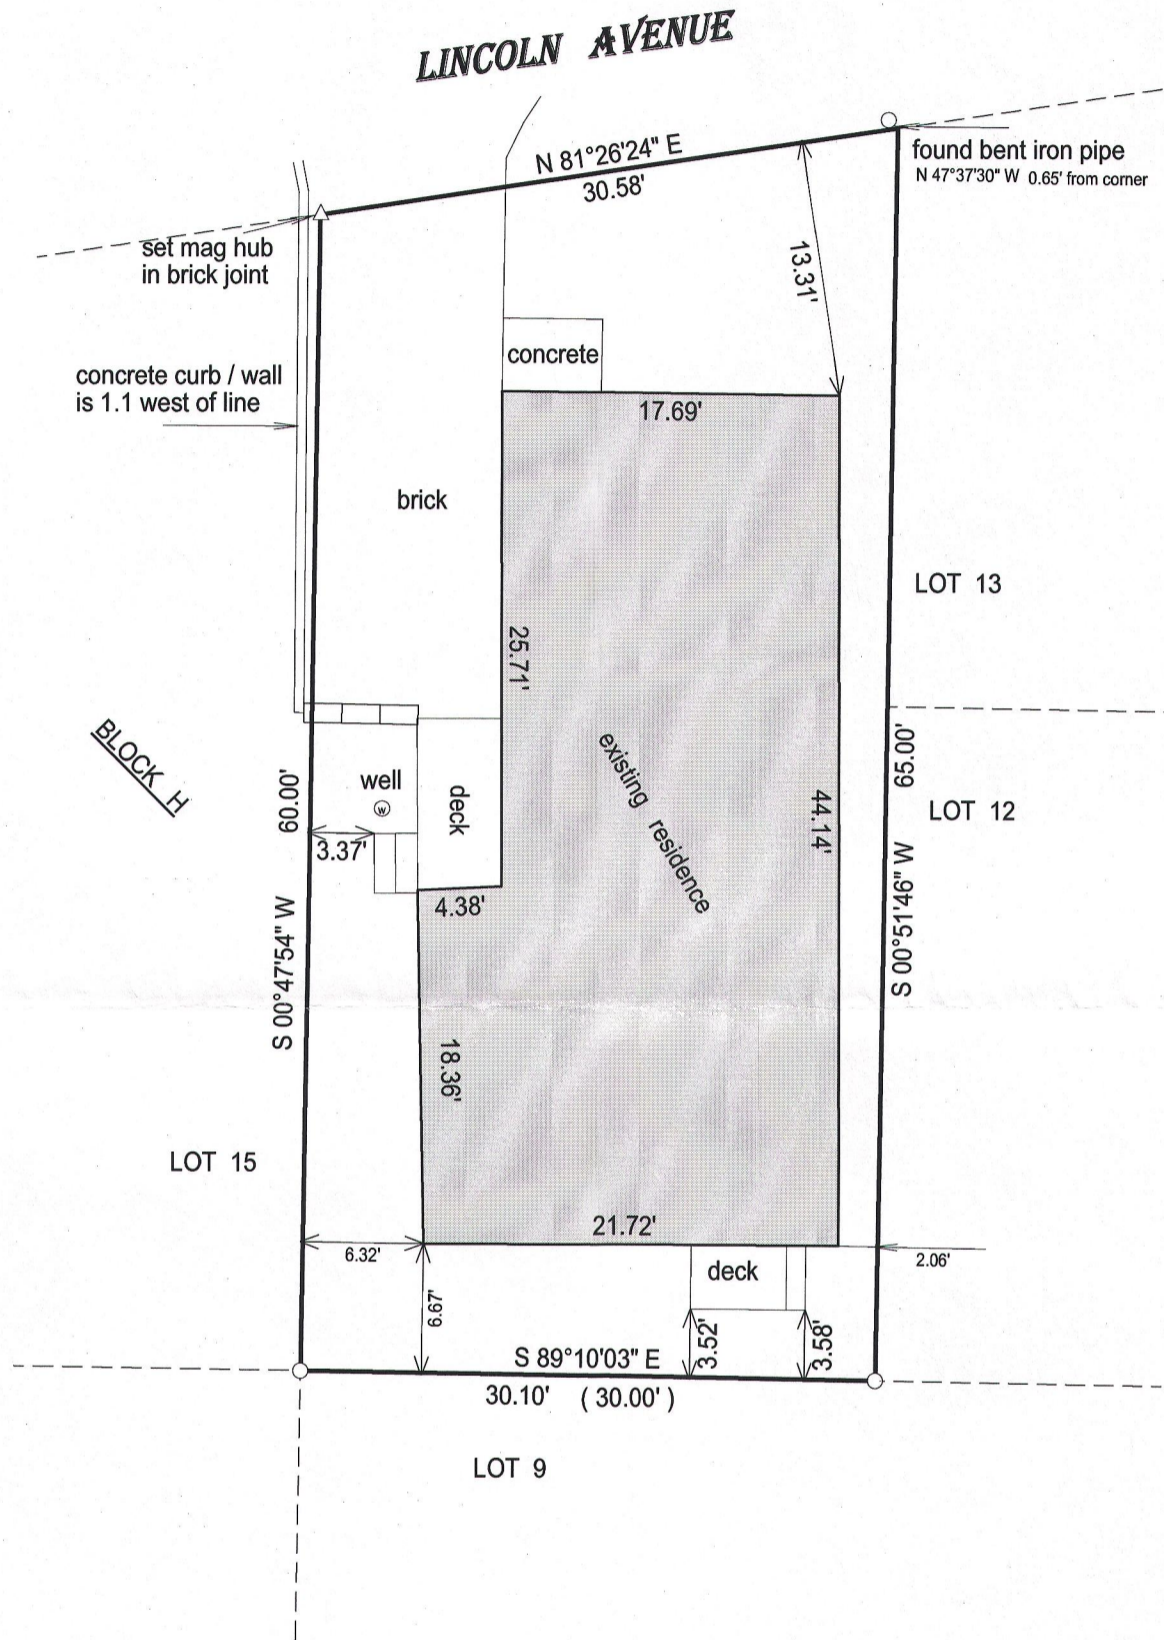 LINCOLN AVENUE
N 81°26'24" E
30.58'
found bent iron pipe
N 47°37'30" W 0.65' from corner
set mag hub
in brick joint
13.31'
concrete
concrete curb / wall
is 1.1 west of line
17.69'
brick
LOT 13
25.71'
BLOCK H
existing residence
well
W
deck
60.00'
65.00'
44.14'
LOT 12
3.37'
4.38'
S 00°47'54" W
S 00°51'46" W
18.36'
LOT 15
21.72'
6.32'
deck
2.06'
6.67'
3.52'
3.58'
S 89°10'03" E
30.10' ( 30.00' )
LOT 9